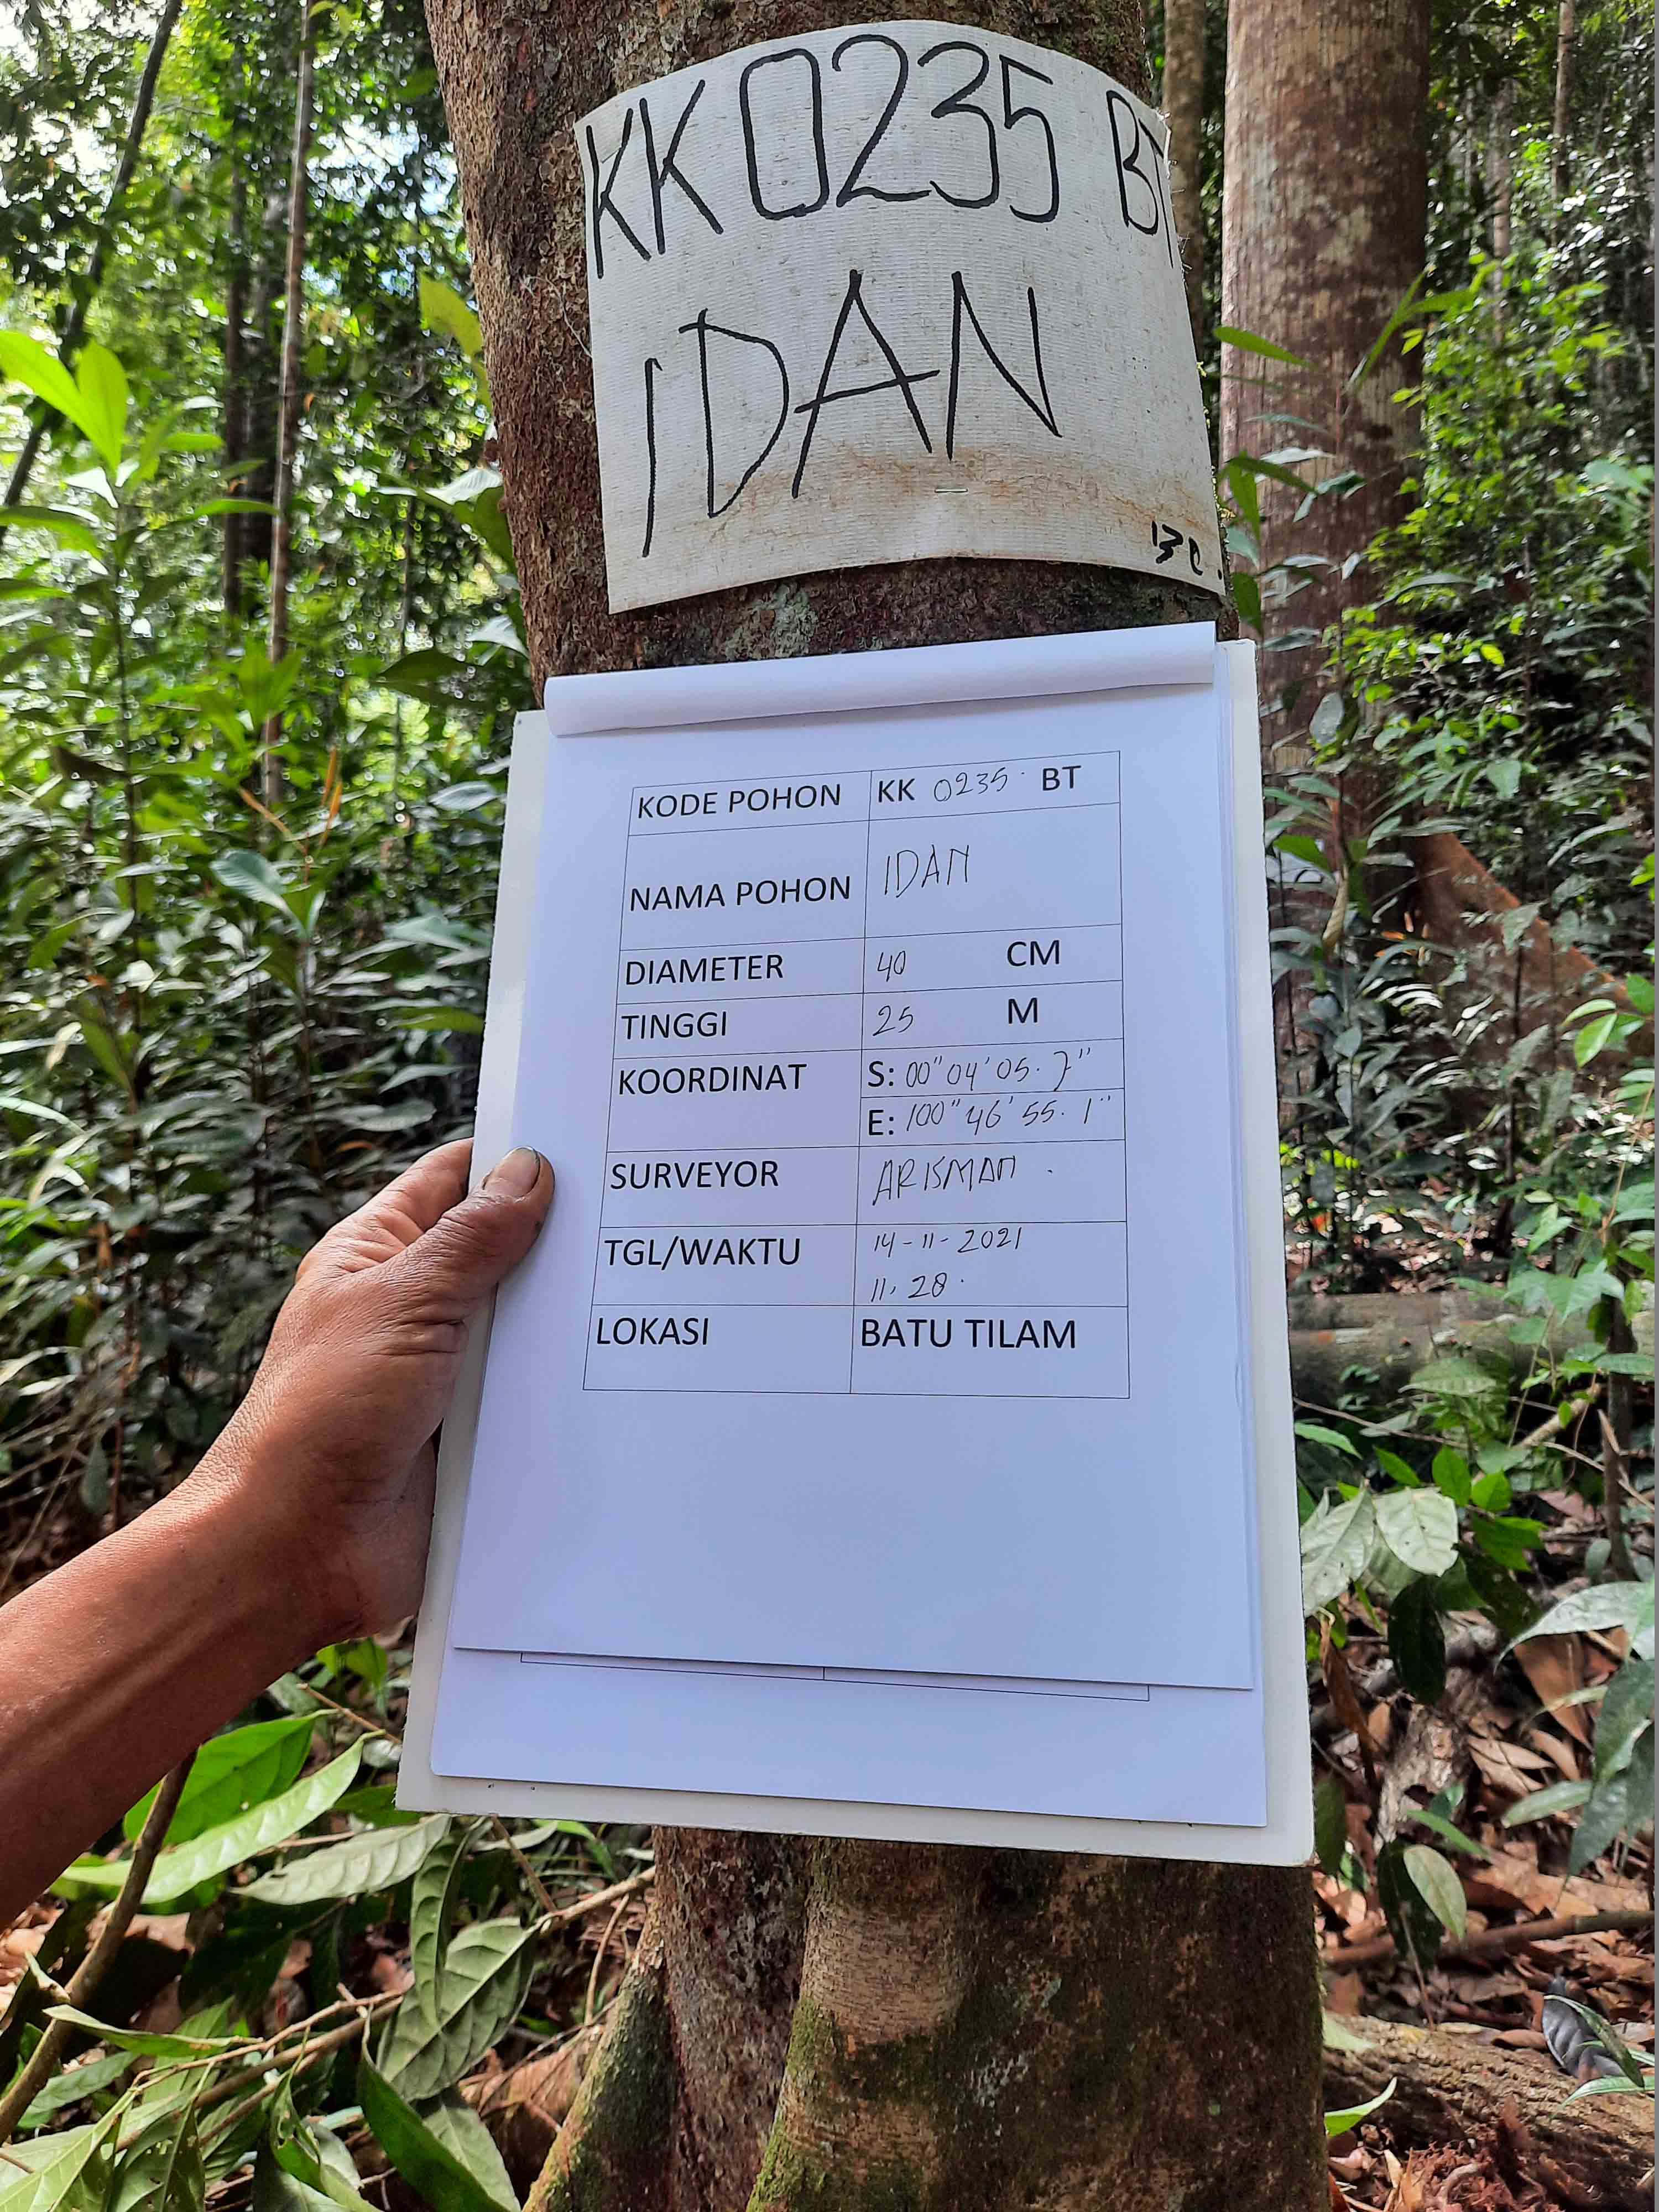 KK 0235 BT
IDAN
130.
KODE POHON KK 0235 BT
NAMA POHON IDAN
DIAMETER 40 CM
TINGGI 25 M
KOORDINAT S: 00" 04' 05.7"
E: 100" 46' 55.1"
SURVEYOR ARISMAN
TGL/WAKTU 14-11-2021
11.28
LOKASI BATU TILAM